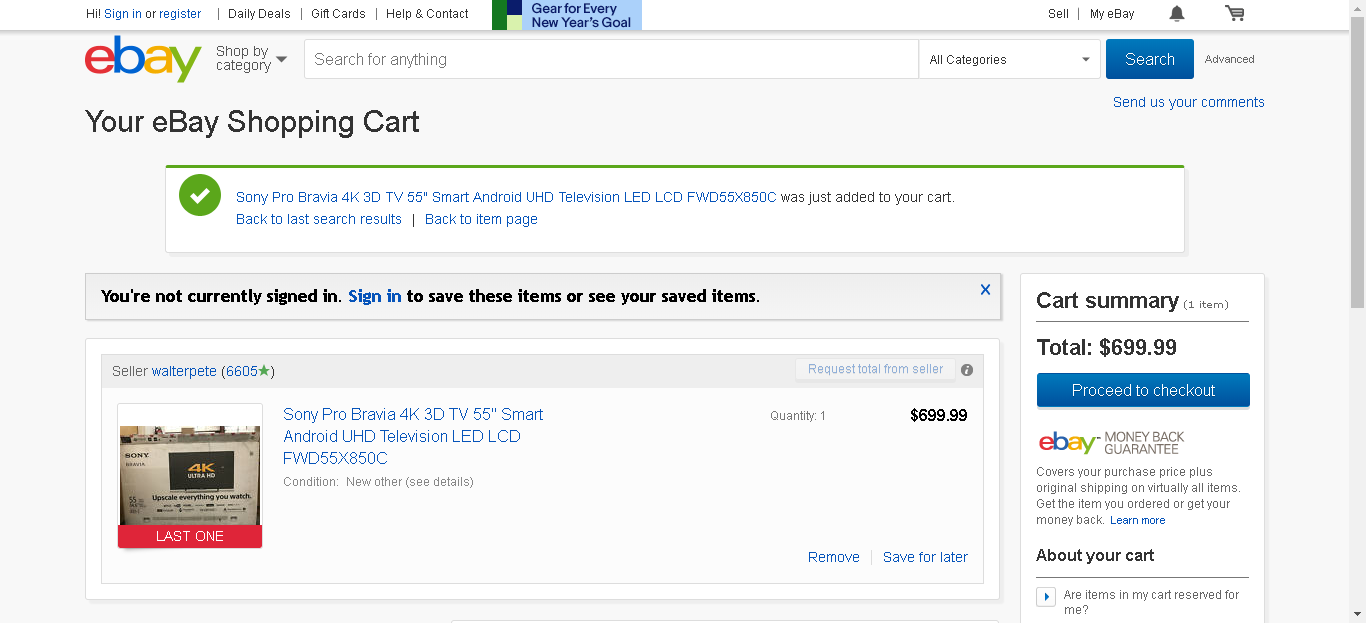 Hi! Sign in or register | Daily Deals | Gift Cards | Help & Contact
Gear for Every
New Year's Goal
Sell | My eBay
ebay
Shop by
category
Search for anything
All Categories
Search
Advanced
Send us your comments
Your eBay Shopping Cart
Sony Pro Bravia 4K 3D TV 55" Smart Android UHD Television LED LCD FWD55X850C was just added to your cart.
Back to last search results | Back to item page
You're not currently signed in. Sign in to save these items or see your saved items.
Seller walterpete (6605★)
Request total from seller
SONY
BRAVIA
4K
ULTRA HD
Upscale everything you watch.
55
LAST ONE
Sony Pro Bravia 4K 3D TV 55" Smart
Android UHD Television LED LCD
FWD55X850C
Condition: New other (see details)
Quantity: 1
$699.99
Remove | Save for later
Cart summary (1 item)
Total: $699.99
Proceed to checkout
ebay MONEY BACK
GUARANTEE
Covers your purchase price plus
original shipping on virtually all items.
Get the item you ordered or get your
money back. Learn more
About your cart
Are items in my cart reserved for
me?